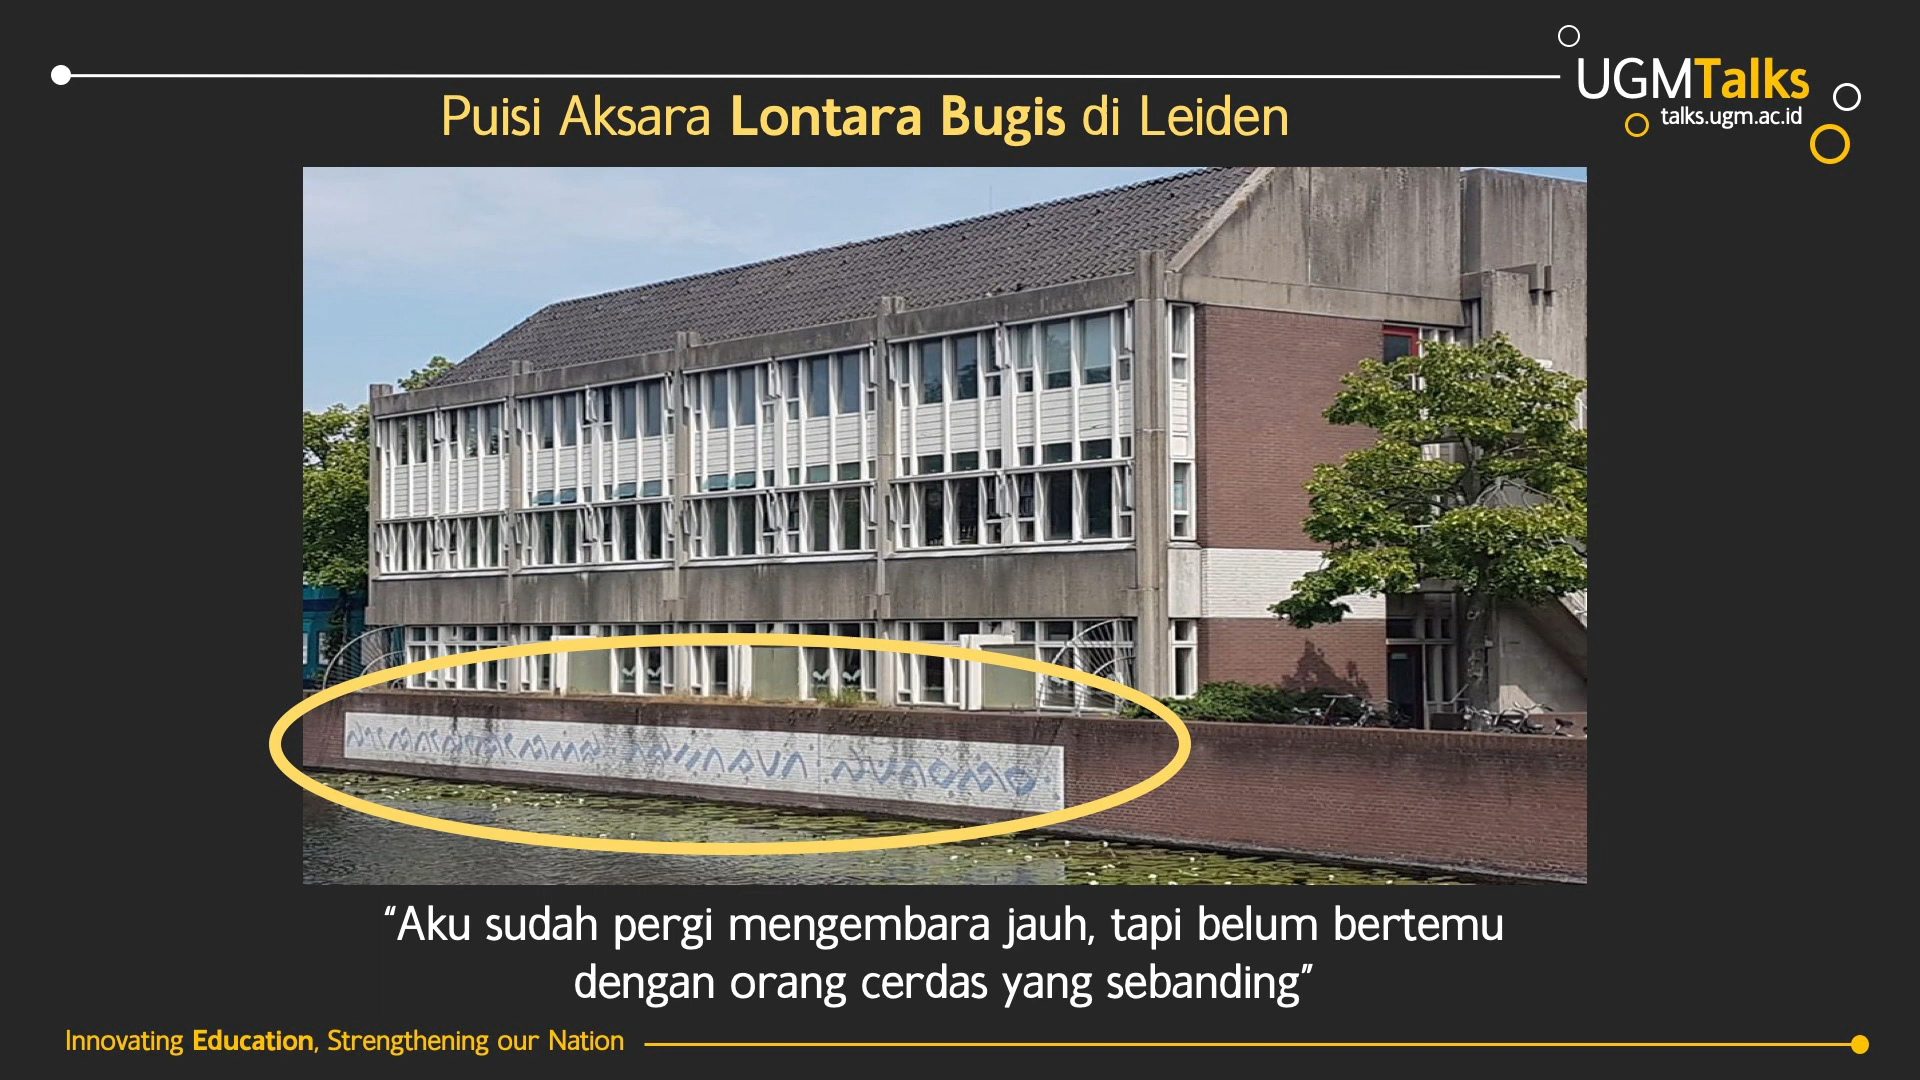 UGMTalks
talks.ugm.ac.id
Puisi Aksara Lontara Bugis di Leiden
“Aku sudah pergi mengembara jauh, tapi belum bertemu
dengan orang cerdas yang sebanding”
Innovating Education, Strengthening our Nation